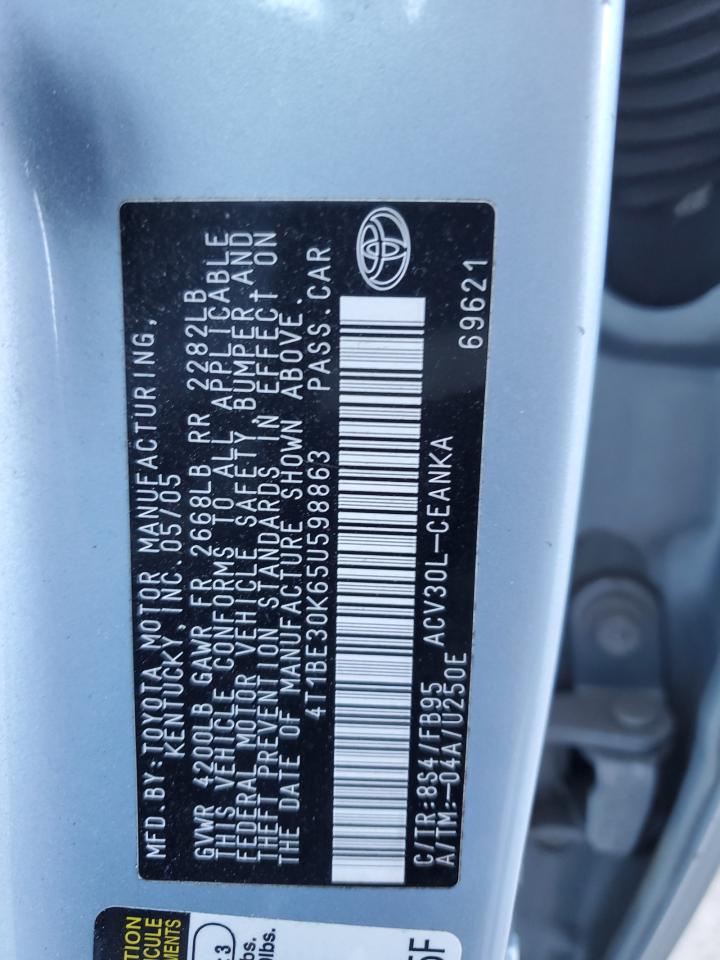 MFD.BY:TOYOTA MOTOR MANUFACTURING,
KENTUCKY, INC.05/05
GVWR 4200LB GAWR FR 2668LB RR 2282LB
THIS VEHICLE CONFORMS TO ALL APPLICABLE
FEDERAL MOTOR VEHICLE SAFETY, BUMPER,AND
THEFT PREVENTION STANDARDS IN EFFECT ON
THE DATE OF MANUFACTURE SHOWN ABOVE.
4T1BE30K65U598863 PASS.CAR
C/TR:8S4/FB95 ACV30L-CEANKA
A/TM:-04A/U250E 69621